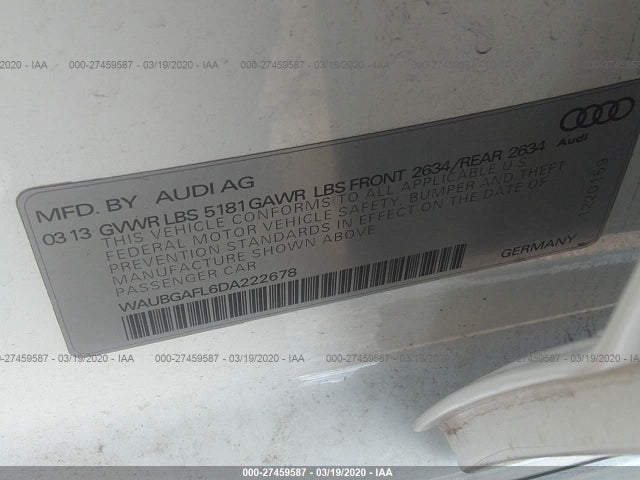 000-27459587 - 03/19/2020 - IAA
MFD. BY AUDI AG
03 13 GVWR LBS 5181 GAWR LBS FRONT 2634/REAR 2634
THIS VEHICLE CONFORMS TO ALL APPLICABLE U.S.
FEDERAL MOTOR VEHICLE SAFETY, BUMPER AND THEFT
PREVENTION STANDARDS IN EFFECT ON THE DATE OF
MANUFACTURE SHOWN ABOVE
PASSENGER CAR
WAUBGAFL6DA222678
GERMANY
Audi
1220169
000-27459587 - 03/19/2020 - IAA
000-27459587 - 03/19/2020 - IAA